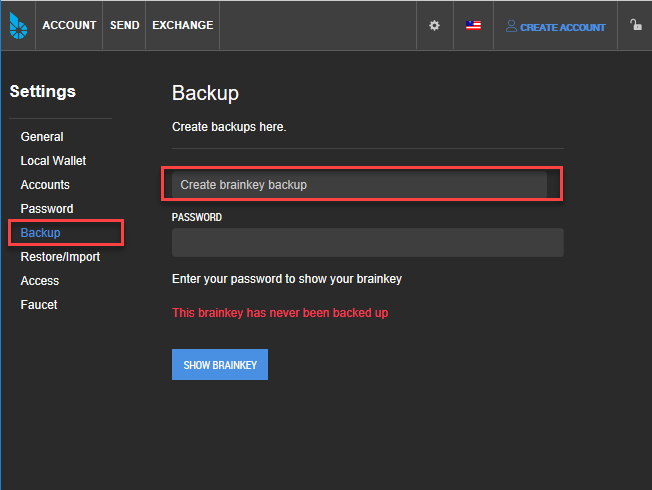 ACCOUNT SEND EXCHANGE CREATE ACCOUNT
Settings
General
Local Wallet
Accounts
Password
Backup
Restore/Import
Access
Faucet
Backup
Create backups here.
Create brainkey backup
PASSWORD
Enter your password to show your brainkey
This brainkey has never been backed up
SHOW BRAINKEY